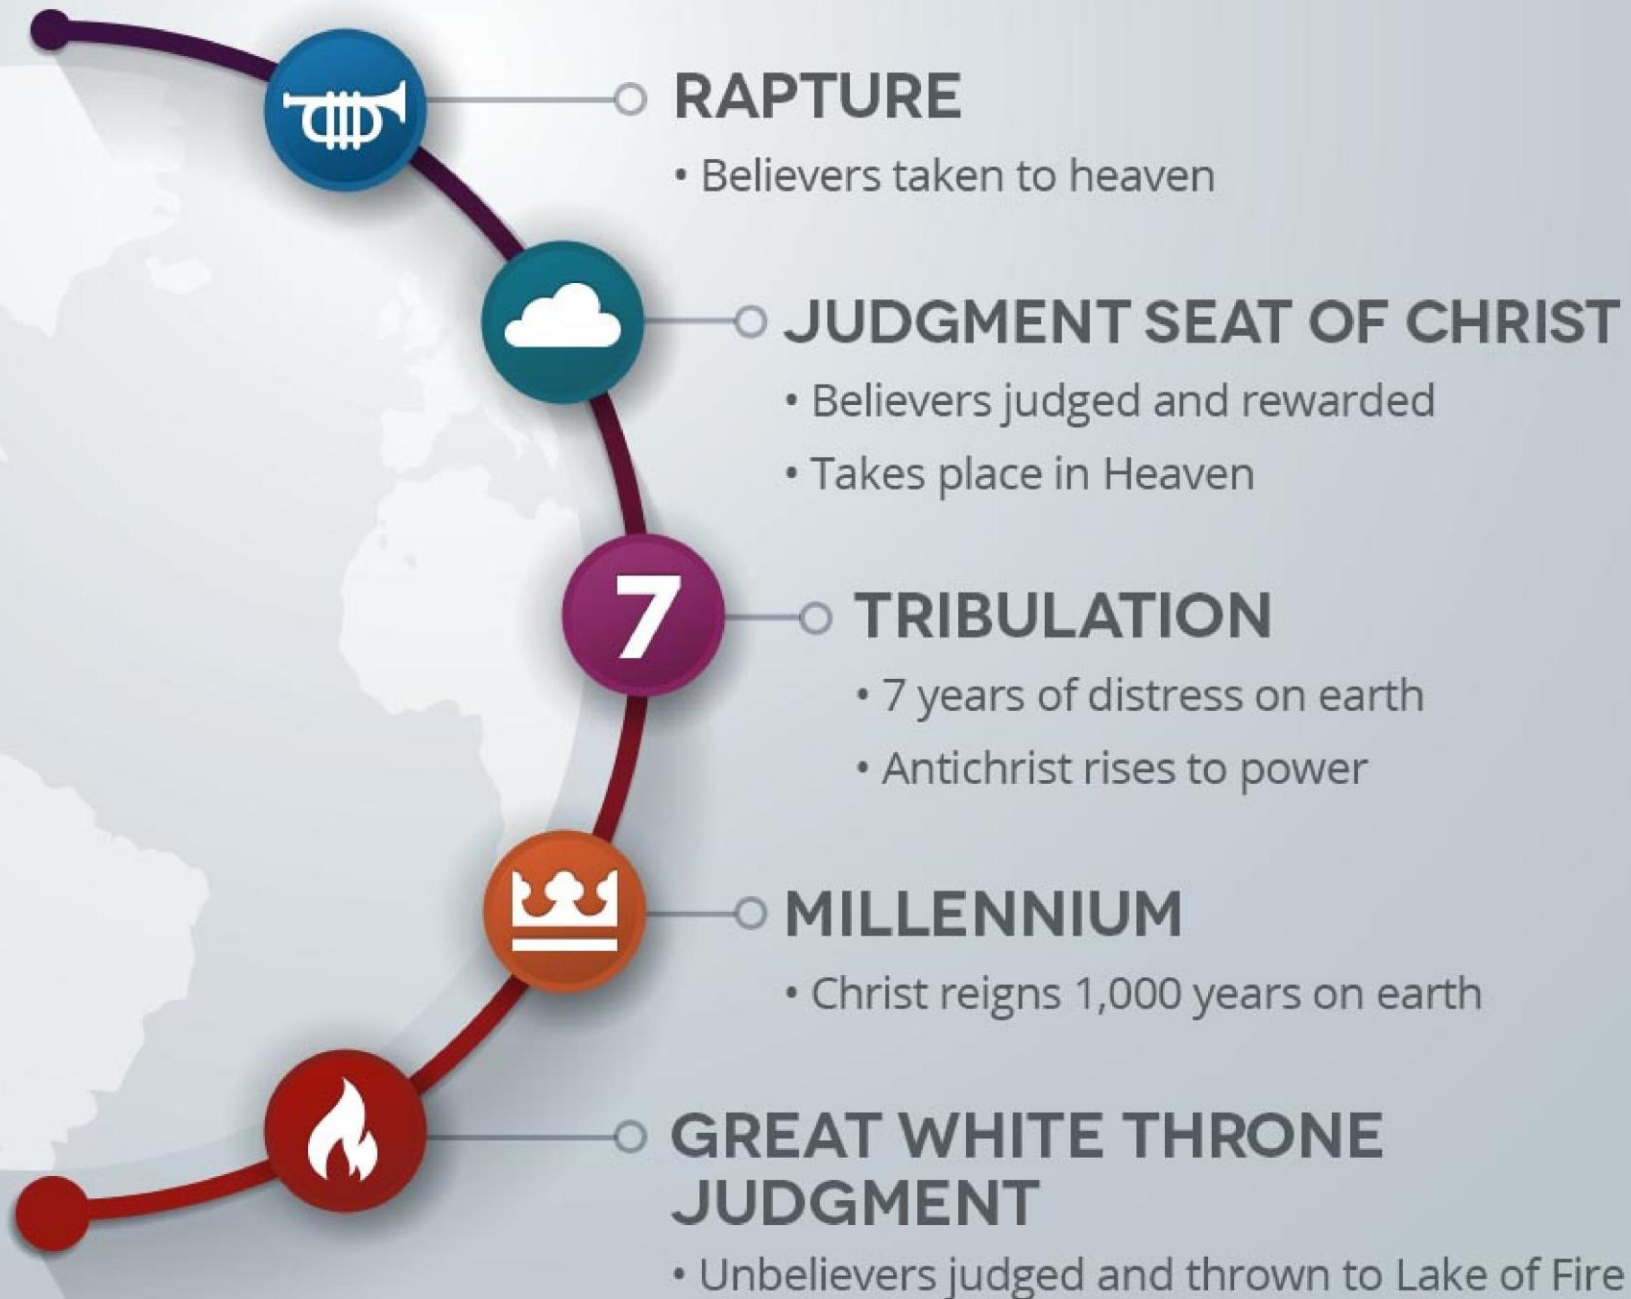 RAPTURE
• Believers taken to heaven
JUDGMENT SEAT OF CHRIST
• Believers judged and rewarded
• Takes place in Heaven
7
TRIBULATION
• 7 years of distress on earth
• Antichrist rises to power
MILLENNIUM
• Christ reigns 1,000 years on earth
GREAT WHITE THRONE
JUDGMENT
• Unbelievers judged and thrown to Lake of Fire